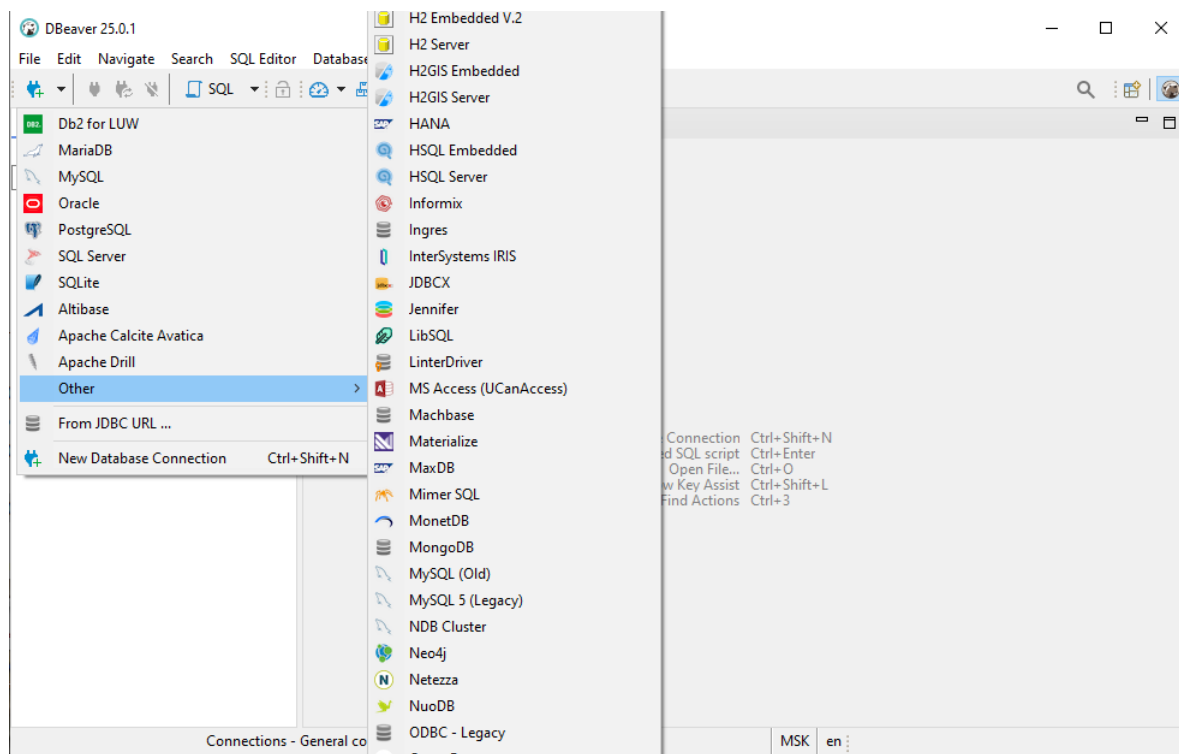 DBeaver 25.0.1
File Edit Navigate Search SQL Editor Database
SQL
Db2 for LUW
MariaDB
MySQL
Oracle
PostgreSQL
SQL Server
SQLite
Altibase
Apache Calcite Avatica
Apache Drill
Other
From JDBC URL ...
New Database Connection Ctrl+Shift+N
H2 Embedded V.2
H2 Server
H2GIS Embedded
H2GIS Server
HANA
HSQL Embedded
HSQL Server
Informix
Ingres
InterSystems IRIS
JDBCX
Jennifer
LibSQL
LinterDriver
MS Access (UCanAccess)
Machbase
Materialize
MaxDB
Mimer SQL
MonetDB
MongoDB
MySQL (Old)
MySQL 5 (Legacy)
NDB Cluster
Neo4j
Netezza
NuoDB
ODBC - Legacy
Connection Ctrl+Shift+N
d SQL script Ctrl+Enter
Open File... Ctrl+O
w Key Assist Ctrl+Shift+L
Find Actions Ctrl+3
Connections - General co
MSK en